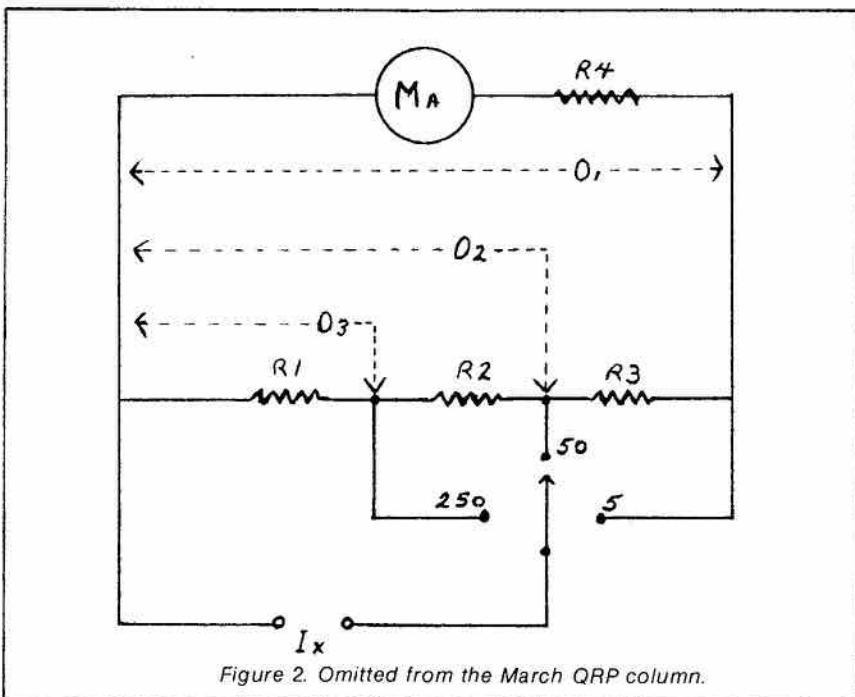 MA
R4
O1
O2
O3
R1
R2
R3
50
250
5
Ix
Figure 2. Omitted from the March QRP column.